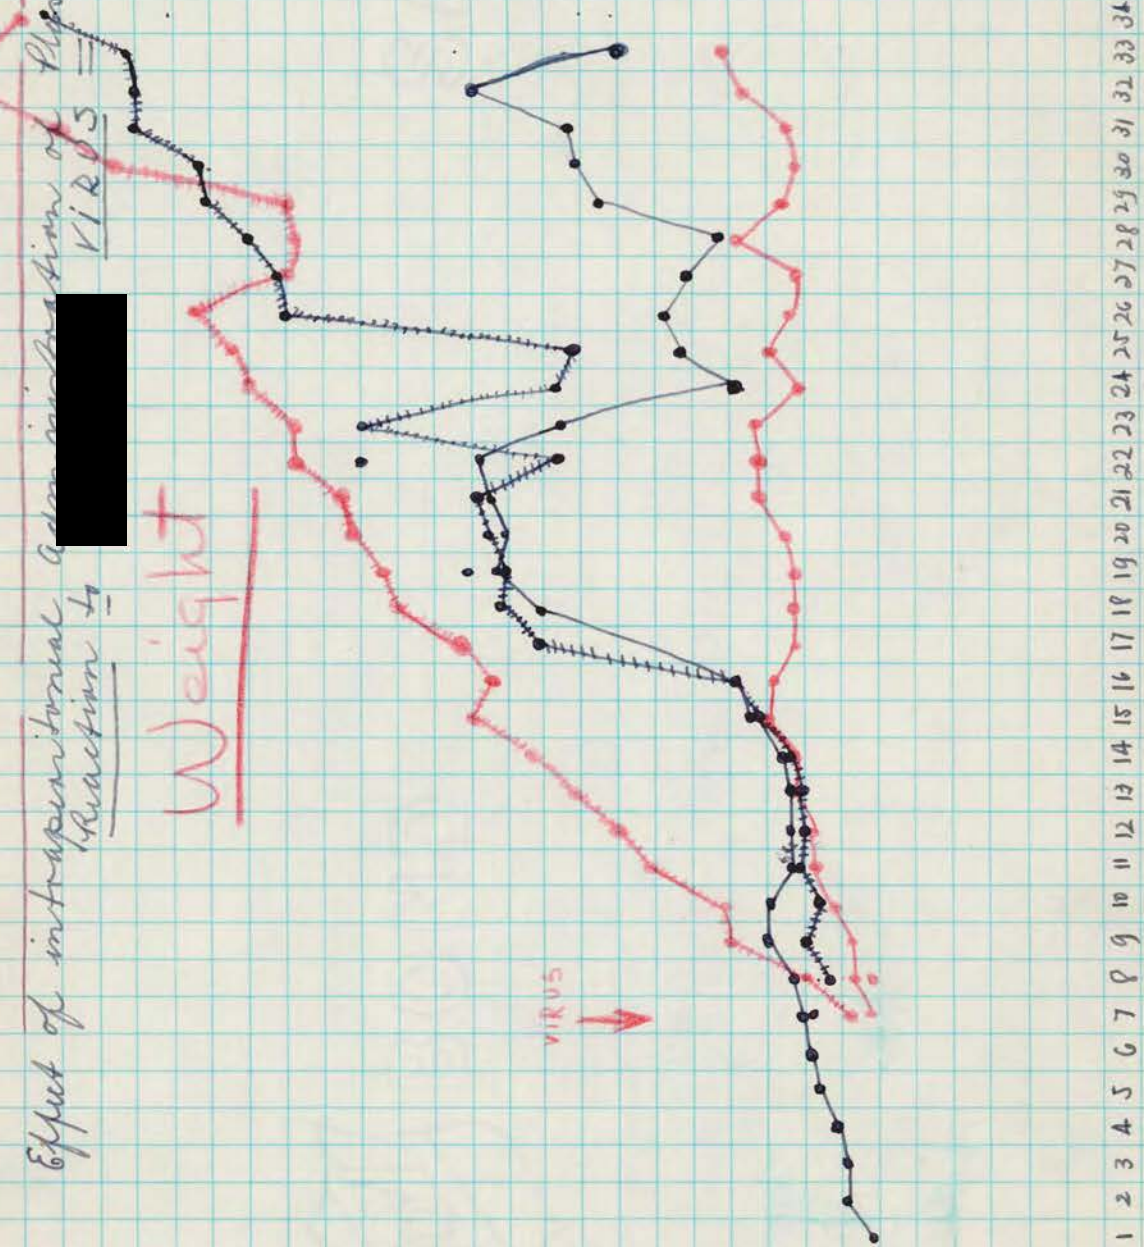 Effect of intraperitoneal administration of
Reaction to VIRUS
Weight
VIRUS
1 2 3 4 5 6 7 8 9 10 11 12 13 14 15 16 17 18 19 20 21 22 23 24 25 26 27 28 29 30 31 32 33 34